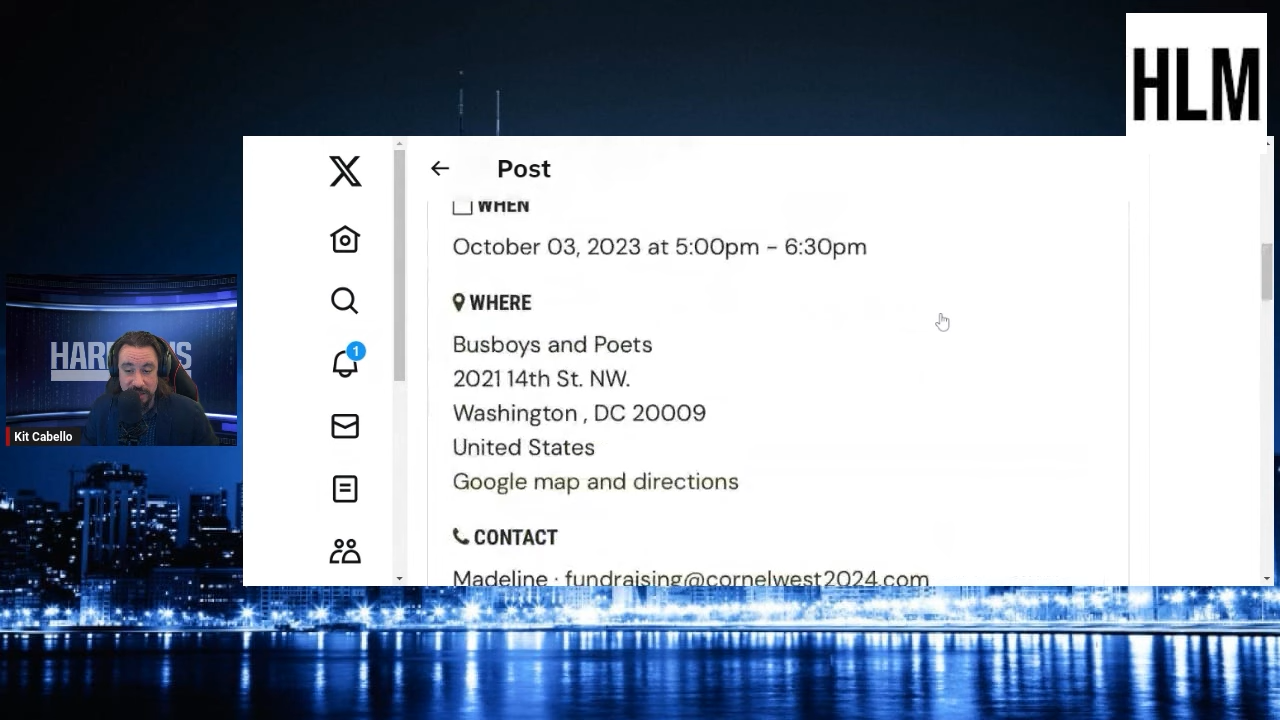 HLM
Post
WHEN
October 03, 2023 at 5:00pm - 6:30pm
WHERE
Busboys and Poets
2021 14th St. NW.
Washington , DC 20009
United States
Google map and directions
CONTACT
Madeline · fundraising@cornelwest2024.com
1
Kit Cabello